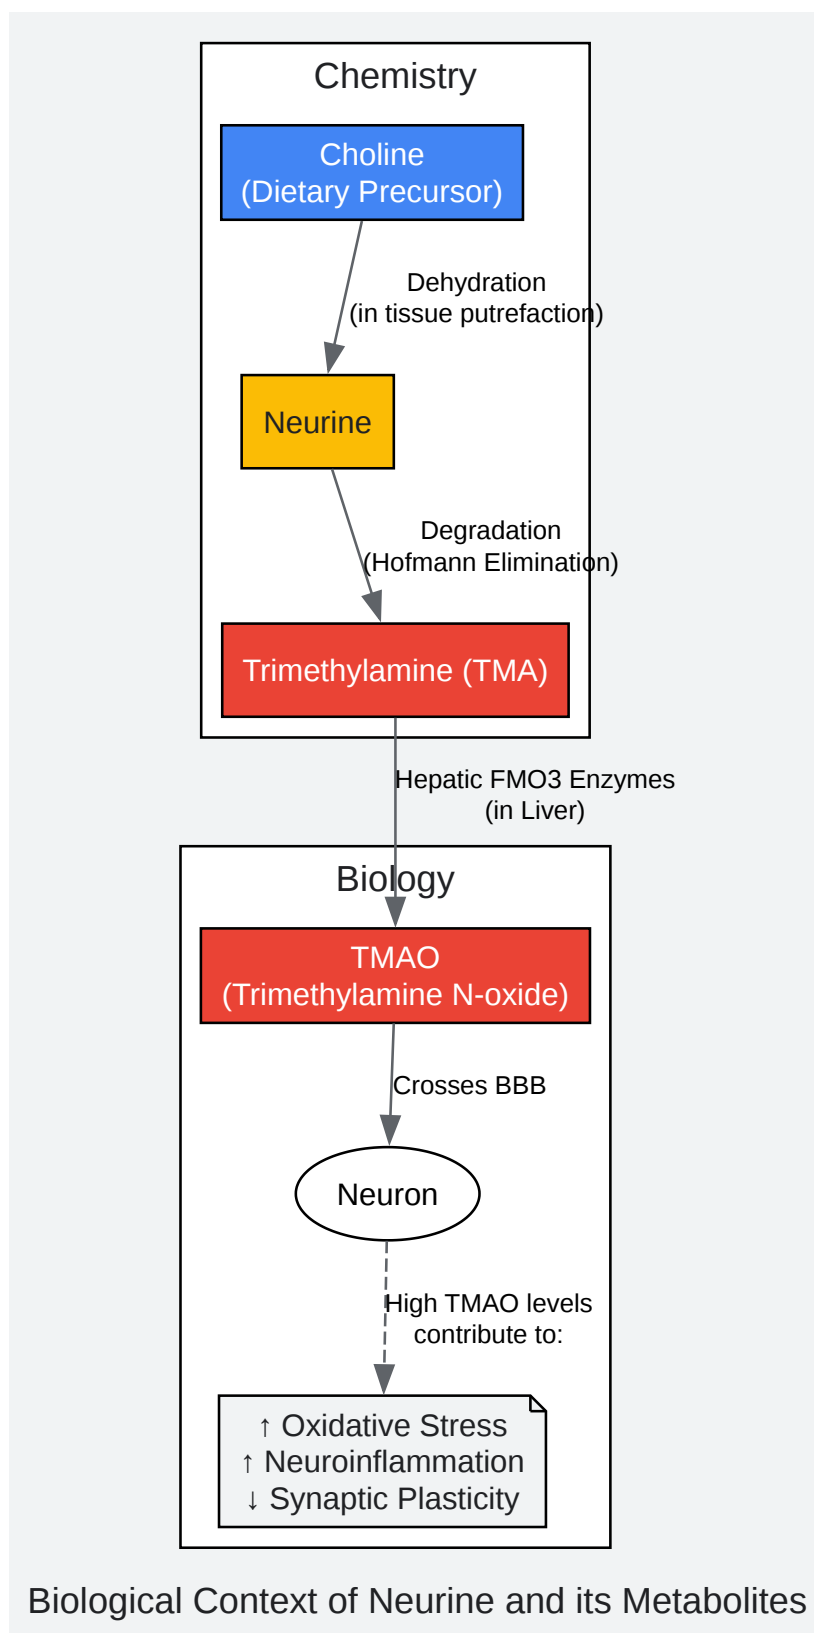 Chemistry
Choline
(Dietary Precursor)
Dehydration
(in tissue putrefaction)
Neurine
Degradation
(Hofmann Elimination)
Trimethylamine (TMA)
Hepatic FMO3 Enzymes
(in Liver)
Biology
TMAO
(Trimethylamine N-oxide)
Crosses BBB
Neuron
High TMAO levels
contribute to:
↑ Oxidative Stress
↑ Neuroinflammation
↓ Synaptic Plasticity
Biological Context of Neurine and its Metabolites